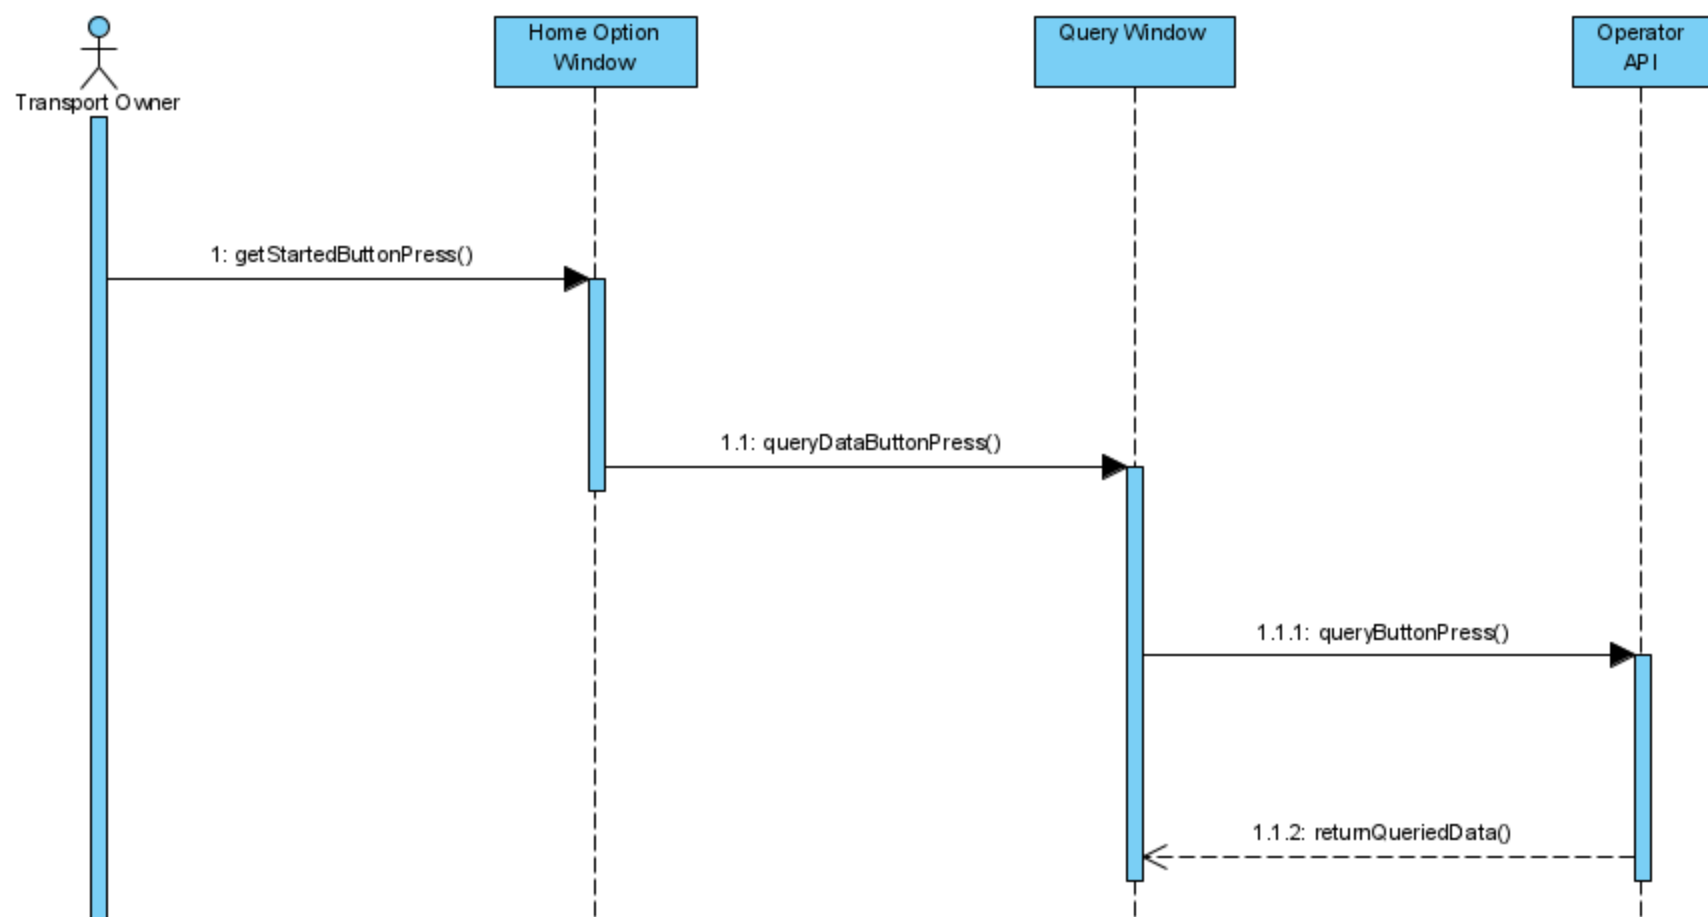 Transport Owner
Home Option
Window
Query Window
Operator
API
1: getStartedButtonPress()
1.1: queryDataButtonPress()
1.1.1: queryButtonPress()
1.1.2: returnQueriedData()